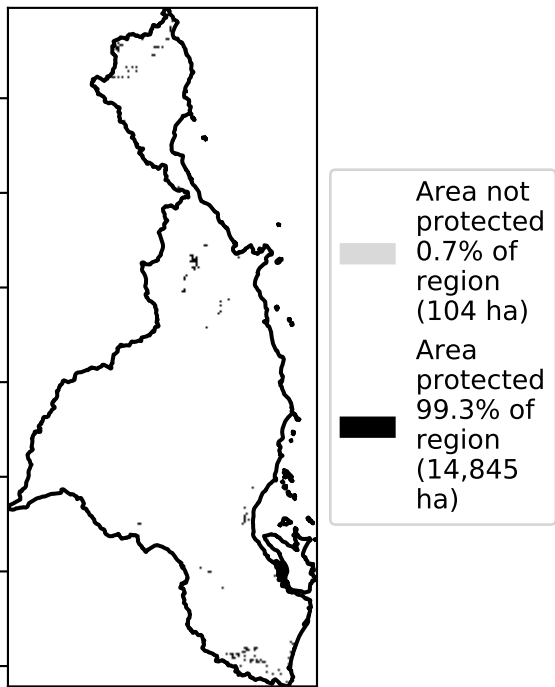 Area not
protected
0.7% of
region
(104 ha)
Area
protected
99.3% of
region
(14,845
ha)